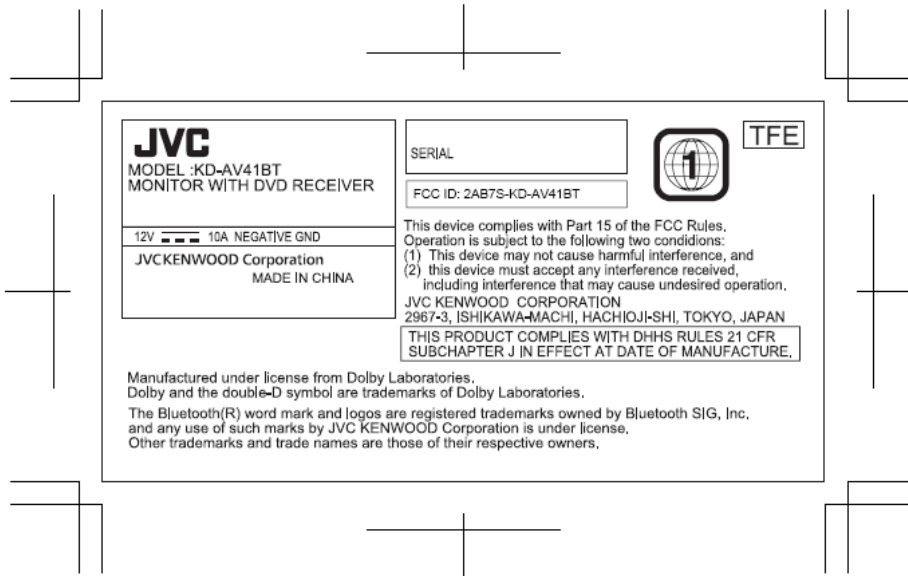 JVC
MODEL :KD-AV41BT
MONITOR WITH DVD RECEIVER
12V 10A NEGATIVE GND
JVCKENWOOD Corporation
MADE IN CHINA
SERIAL
FCC ID: 2AB7S-KD-AV41BT
1
TFE
This device complies with Part 15 of the FCC Rules.
Operation is subject to the following two condidions:
(1) This device may not cause harmful interference, and
(2) this device must accept any interference received,
including interference that may cause undesired operation.
JVC KENWOOD CORPORATION
2967-3, ISHIKAWA-MACHI, HACHIOJI-SHI, TOKYO, JAPAN
THIS PRODUCT COMPLIES WITH DHHS RULES 21 CFR
SUBCHAPTER J IN EFFECT AT DATE OF MANUFACTURE.
Manufactured under license from Dolby Laboratories.
Dolby and the double-D symbol are trademarks of Dolby Laboratories.
The Bluetooth(R) word mark and logos are registered trademarks owned by Bluetooth SIG, Inc.
and any use of such marks by JVC KENWOOD Corporation is under license.
Other trademarks and trade names are those of their respective owners.